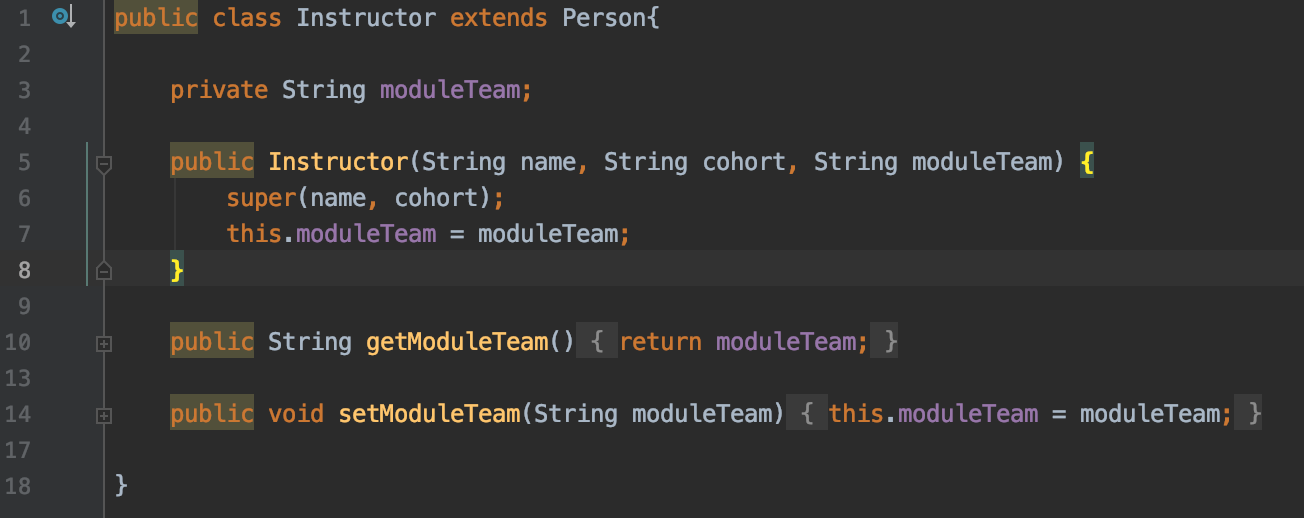 1 public class Instructor extends Person{
2
3 private String moduleTeam;
4
5 public Instructor(String name, String cohort, String moduleTeam) {
6 super(name, cohort);
7 this.moduleTeam = moduleTeam;
8 }
9
10 public String getModuleTeam() { return moduleTeam; }
13
14 public void setModuleTeam(String moduleTeam) { this.moduleTeam = moduleTeam; }
17
18 }